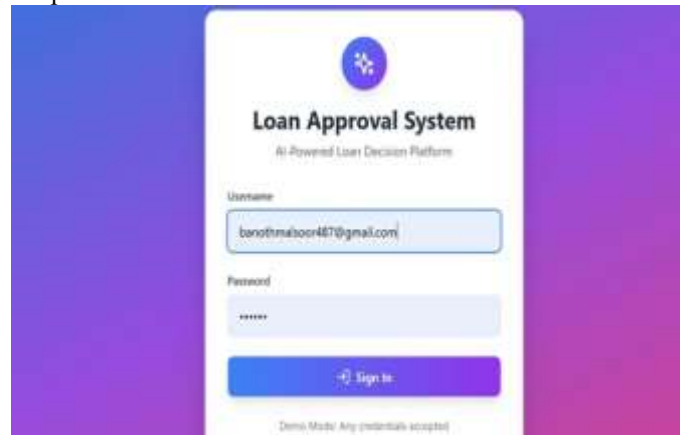 Loan Approval System
AI-Powered Loan Decision Platform
Username
banothmalsoor487@gmail.com
Password
••••••
Sign In
Demo Mode: Any credentials accepted